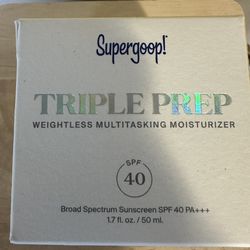 Supergoop!
TRIPLE PREP
WEIGHTLESS MULTITASKING MOISTURIZER
SPF
40
Broad Spectrum Sunscreen SPF 40 PA+++
1.7 fl. oz. / 50 ml.